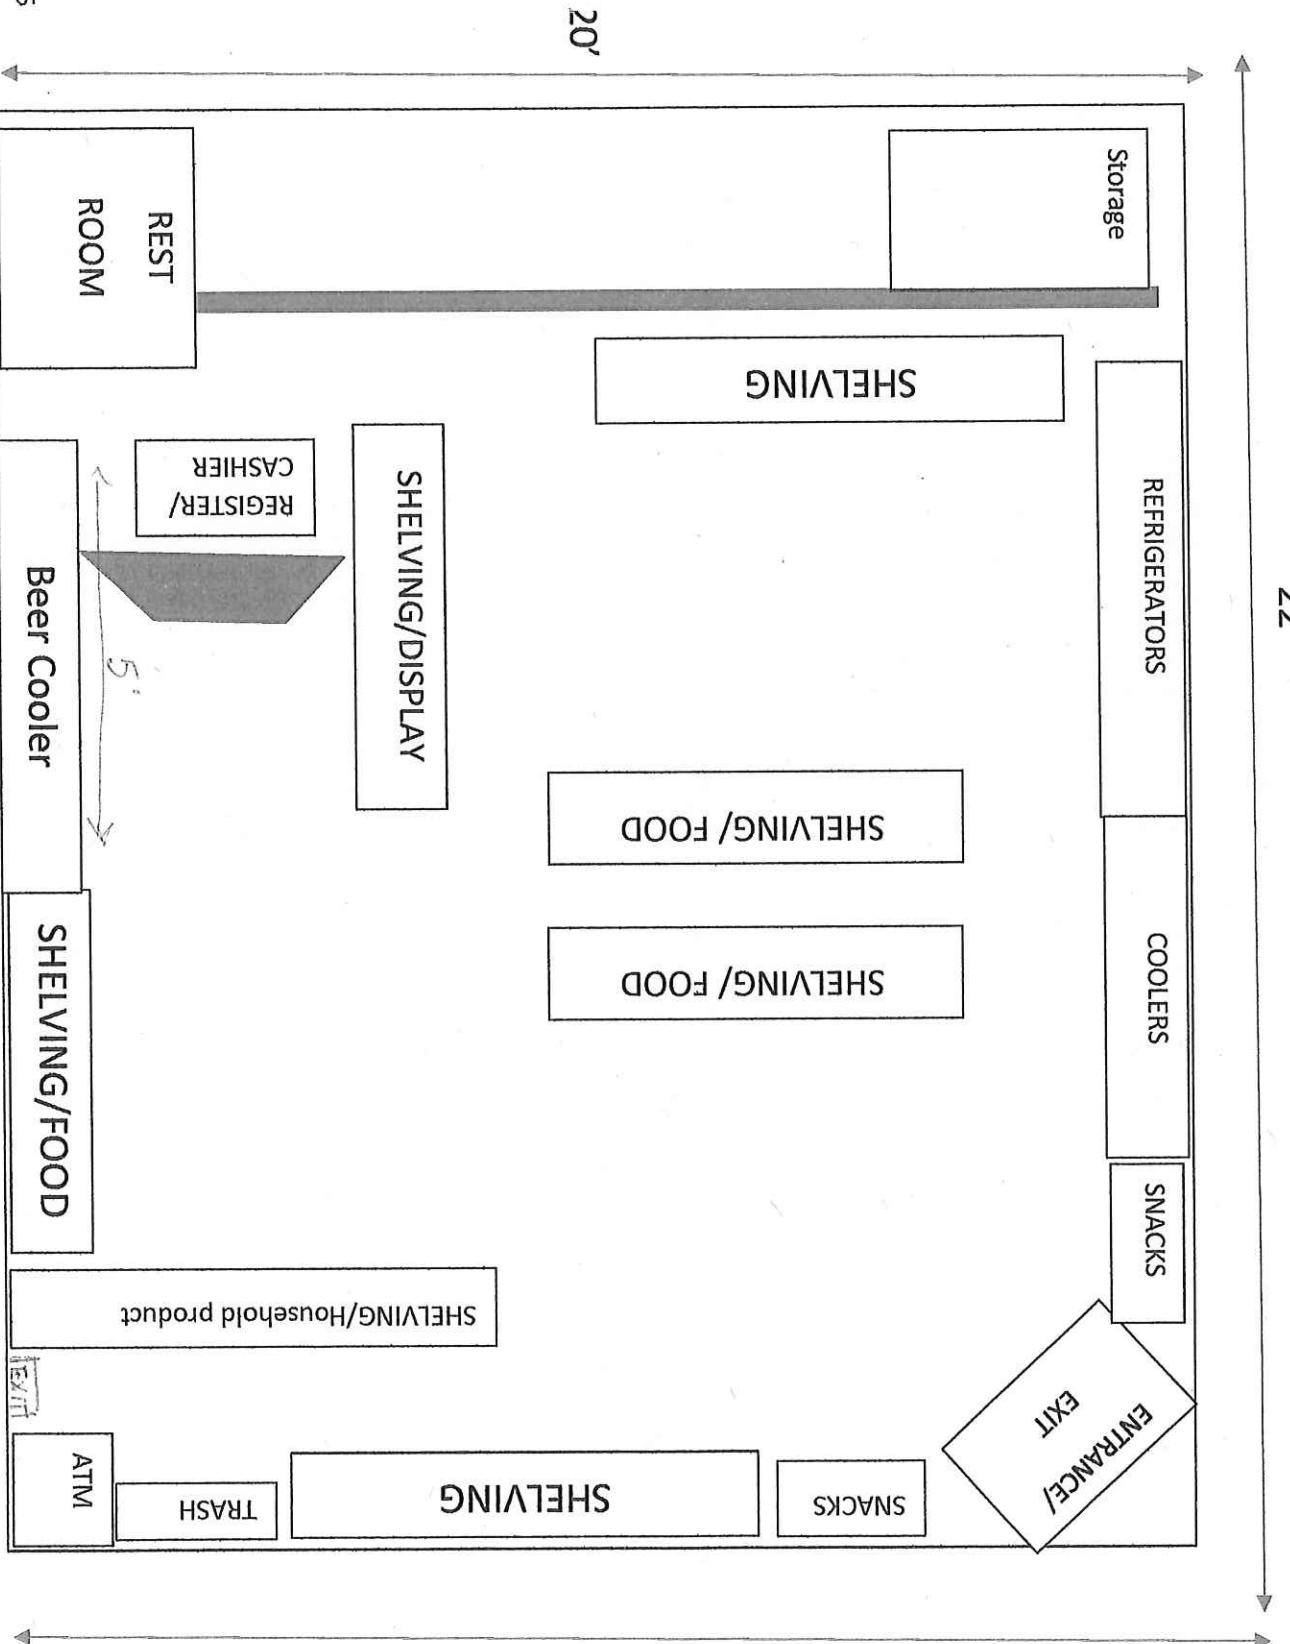 20'
22
Storage
REST
ROOM
SHELVING
REFRIGERATORS
REGISTER/
CASHIER
SHELVING/DISPLAY
Beer Cooler
5'
SHELVING/ FOOD
SHELVING/ FOOD
COOLERS
SHELVING/FOOD
SNACKS
SHELVING/Household product
EXIT
ENTRANCE/
EXIT
ATM
TRASH
SHELVING
SNACKS